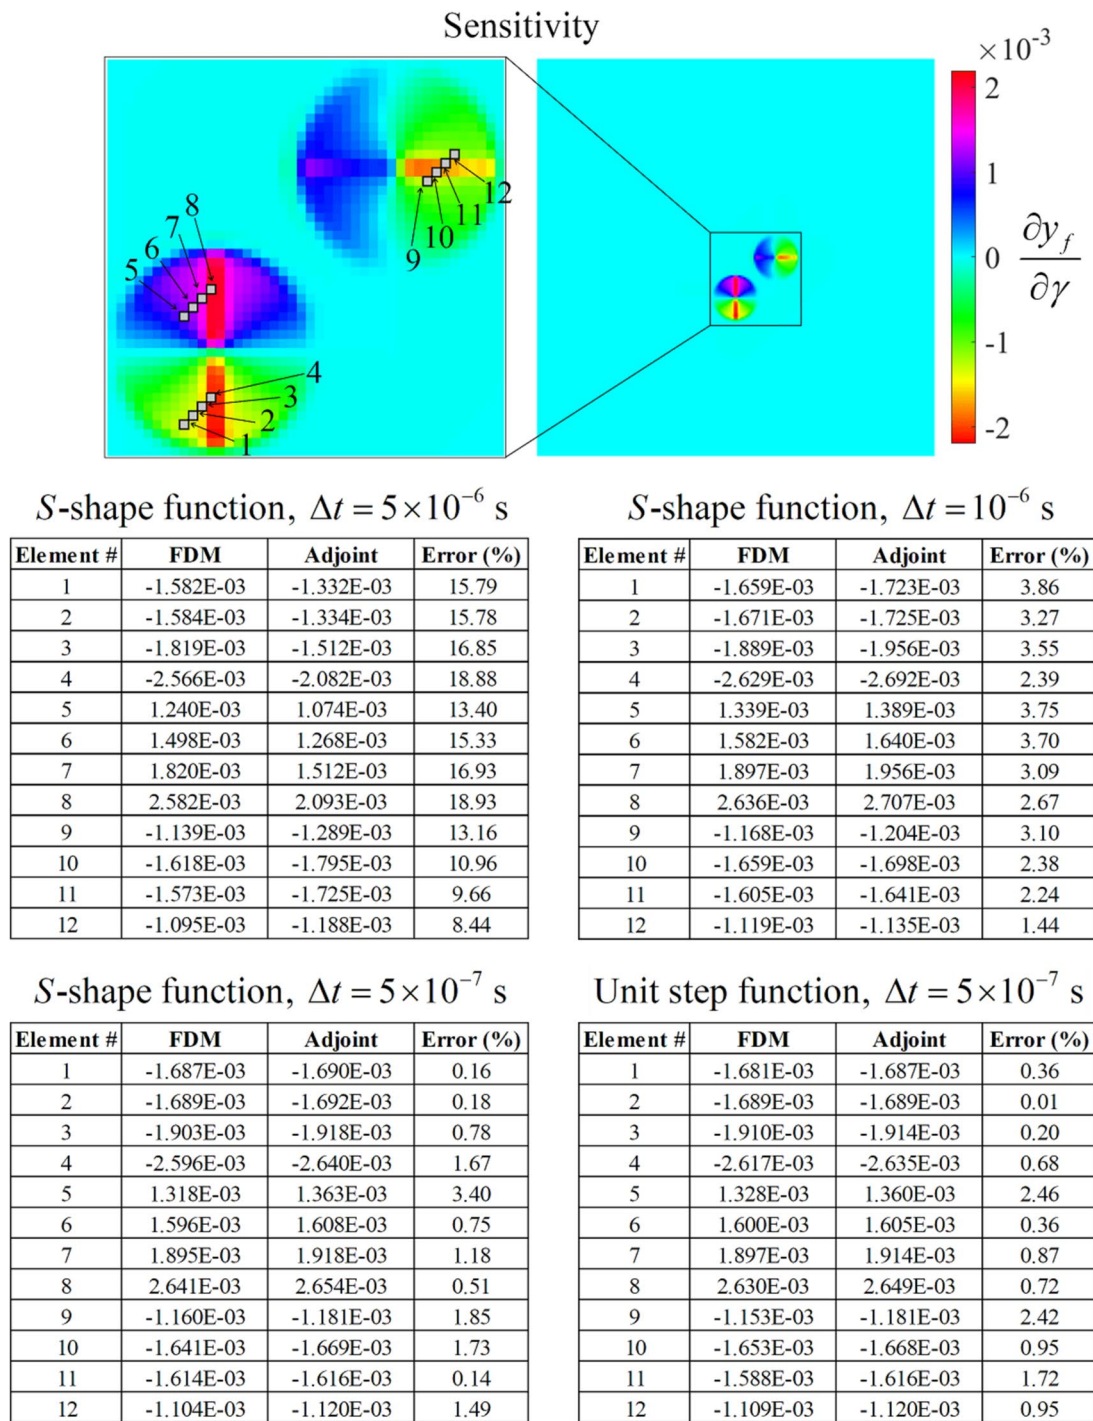 Sensitivity
×10⁻³
2
1
0
-1
-2
∂y_f
∂γ
8
7
6
5
4
3
2
1
12
11
10
9
S-shape function, Δt = 5×10⁻⁶ s
Element # FDM Adjoint Error (%)
1 -1.582E-03 -1.332E-03 15.79
2 -1.584E-03 -1.334E-03 15.78
3 -1.819E-03 -1.512E-03 16.85
4 -2.566E-03 -2.082E-03 18.88
5 1.240E-03 1.074E-03 13.40
6 1.498E-03 1.268E-03 15.33
7 1.820E-03 1.512E-03 16.93
8 2.582E-03 2.093E-03 18.93
9 -1.139E-03 -1.289E-03 13.16
10 -1.618E-03 -1.795E-03 10.96
11 -1.573E-03 -1.725E-03 9.66
12 -1.095E-03 -1.188E-03 8.44
S-shape function, Δt = 10⁻⁶ s
Element # FDM Adjoint Error (%)
1 -1.659E-03 -1.723E-03 3.86
2 -1.671E-03 -1.725E-03 3.27
3 -1.889E-03 -1.956E-03 3.55
4 -2.629E-03 -2.692E-03 2.39
5 1.339E-03 1.389E-03 3.75
6 1.582E-03 1.640E-03 3.70
7 1.897E-03 1.956E-03 3.09
8 2.636E-03 2.707E-03 2.67
9 -1.168E-03 -1.204E-03 3.10
10 -1.659E-03 -1.698E-03 2.38
11 -1.605E-03 -1.641E-03 2.24
12 -1.119E-03 -1.135E-03 1.44
S-shape function, Δt = 5×10⁻⁷ s
Element # FDM Adjoint Error (%)
1 -1.687E-03 -1.690E-03 0.16
2 -1.689E-03 -1.692E-03 0.18
3 -1.903E-03 -1.918E-03 0.78
4 -2.596E-03 -2.640E-03 1.67
5 1.318E-03 1.363E-03 3.40
6 1.596E-03 1.608E-03 0.75
7 1.895E-03 1.918E-03 1.18
8 2.641E-03 2.654E-03 0.51
9 -1.160E-03 -1.181E-03 1.85
10 -1.641E-03 -1.669E-03 1.73
11 -1.614E-03 -1.616E-03 0.14
12 -1.104E-03 -1.120E-03 1.49
Unit step function, Δt = 5×10⁻⁷ s
Element # FDM Adjoint Error (%)
1 -1.681E-03 -1.687E-03 0.36
2 -1.689E-03 -1.689E-03 0.01
3 -1.910E-03 -1.914E-03 0.20
4 -2.617E-03 -2.635E-03 0.68
5 1.328E-03 1.360E-03 2.46
6 1.600E-03 1.605E-03 0.36
7 1.897E-03 1.914E-03 0.87
8 2.630E-03 2.649E-03 0.72
9 -1.153E-03 -1.181E-03 2.42
10 -1.653E-03 -1.668E-03 0.95
11 -1.588E-03 -1.616E-03 1.72
12 -1.109E-03 -1.120E-03 0.95